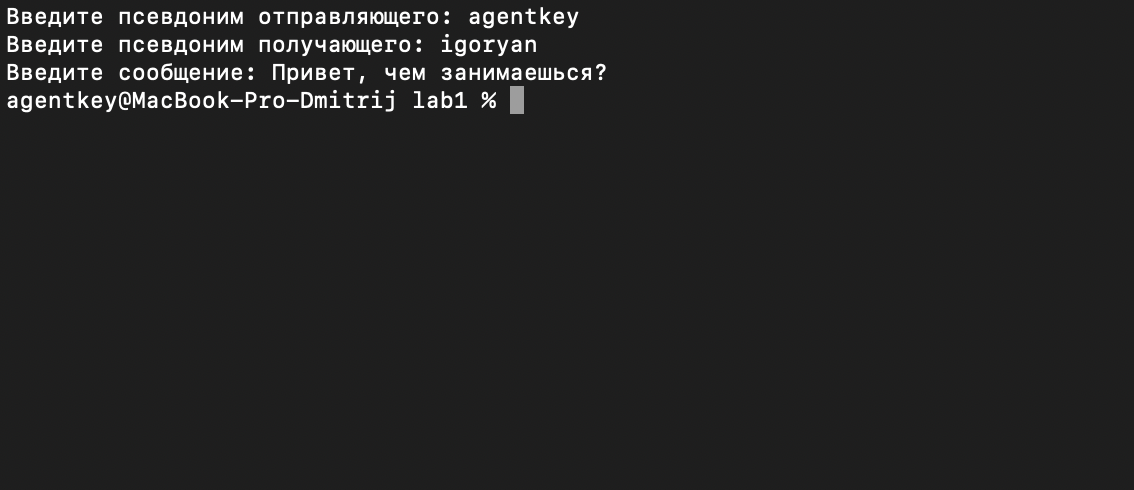 Введите псевдоним отправляющего: agentkey
Введите псевдоним получающего: igoryan
Введите сообщение: Привет, чем занимаешься?
agentkey@MacBook-Pro-Dmitrij lab1 %